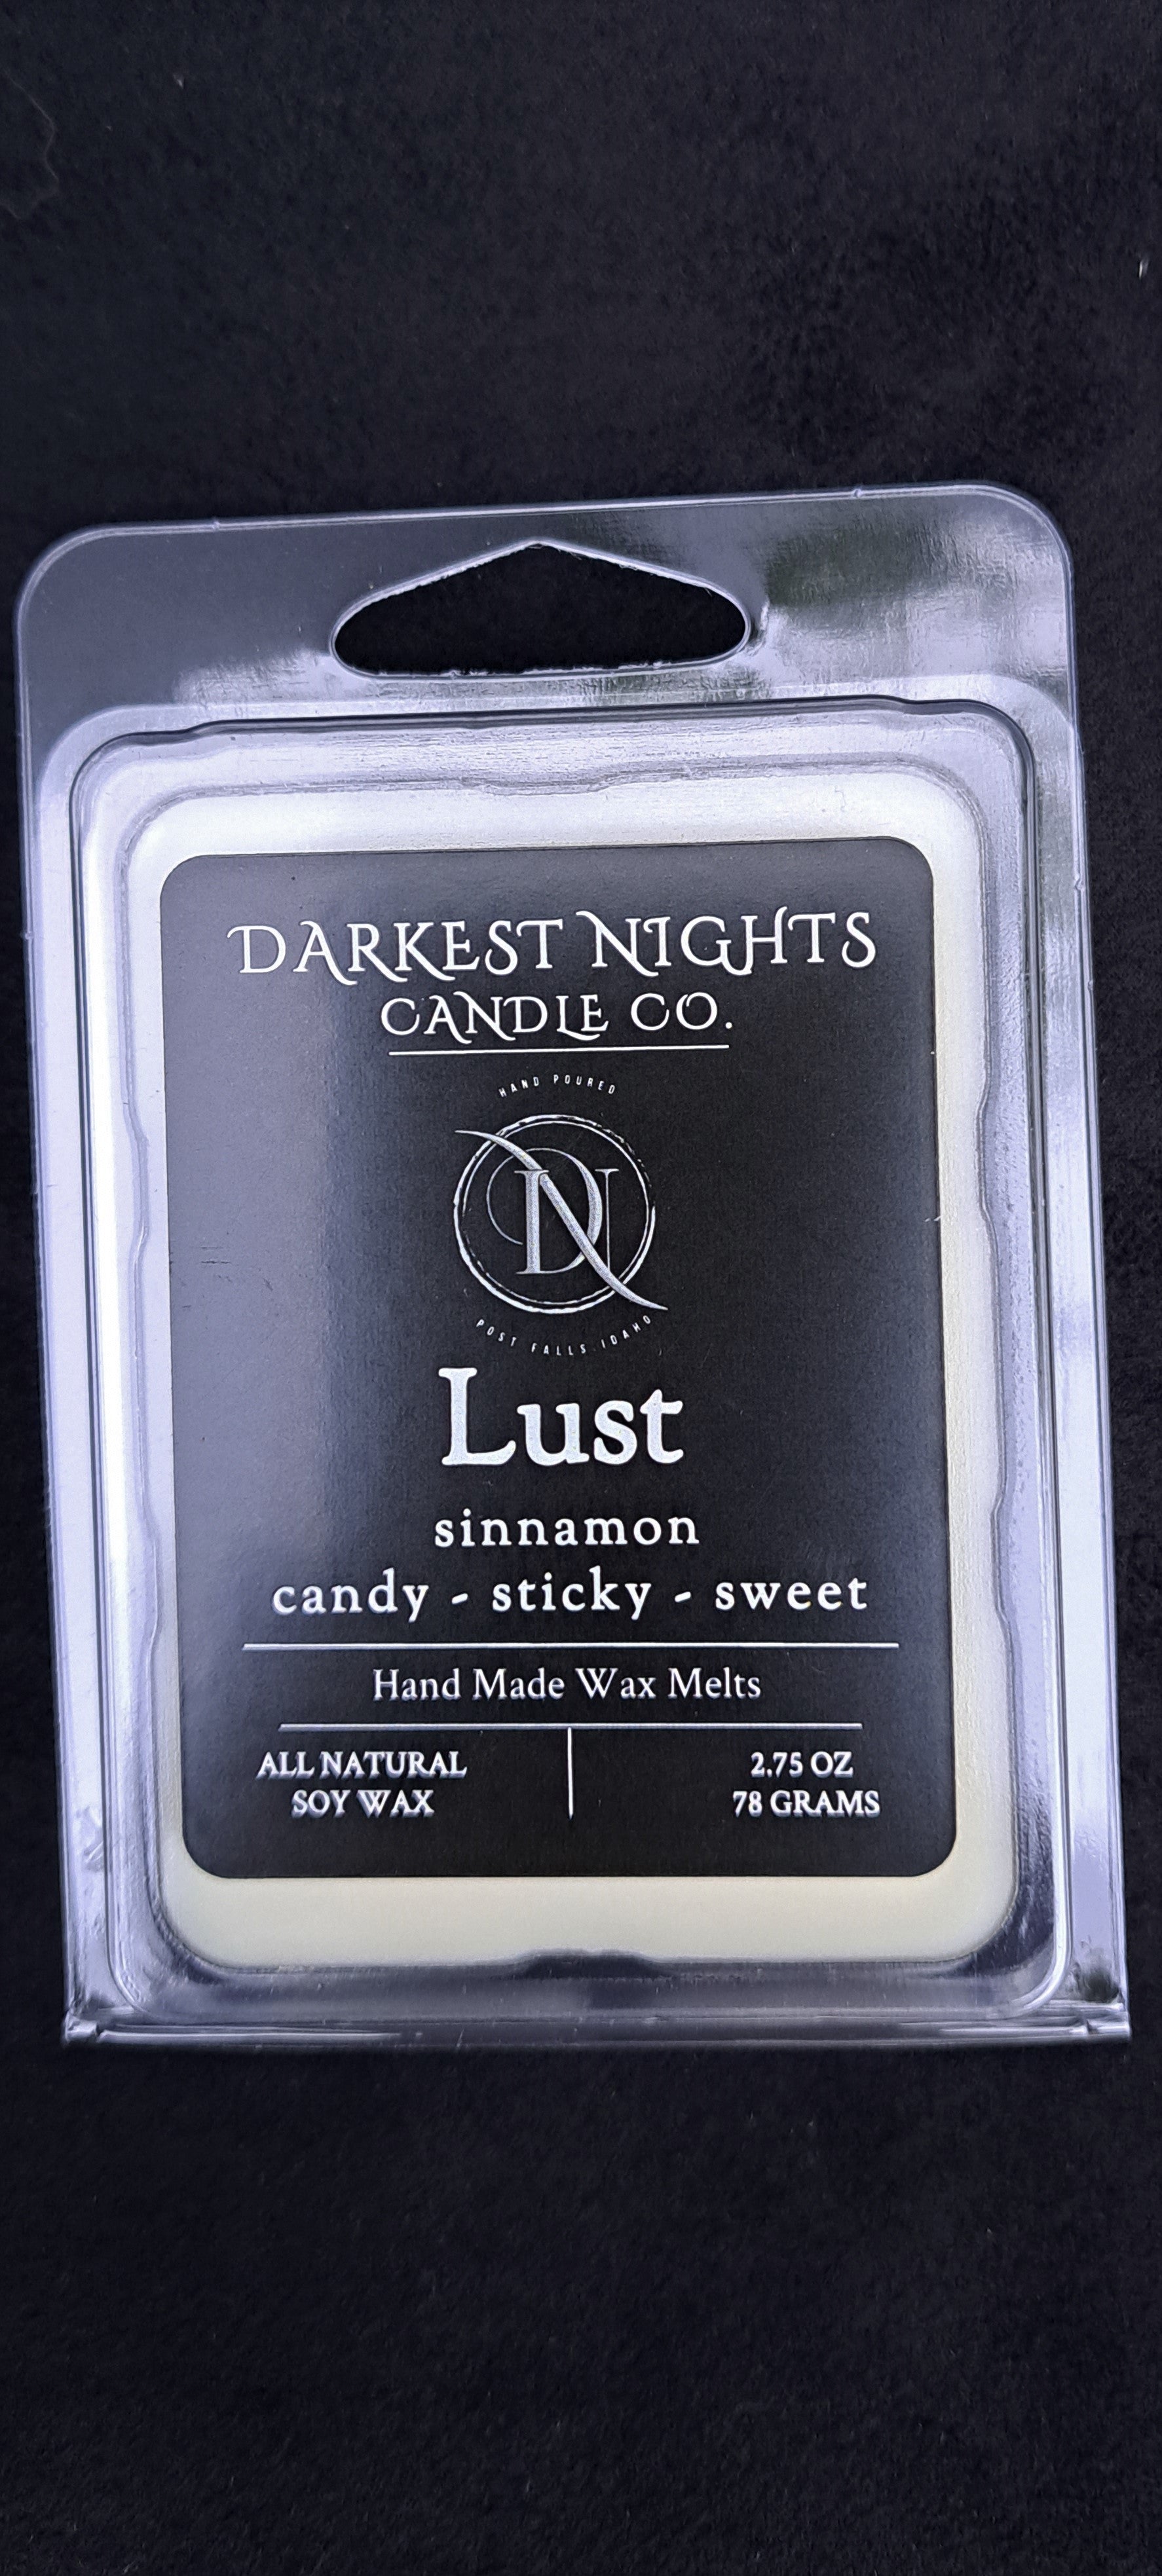 DARKEST NIGHTS
CANDLE CO.
HAND POURED
DN
POST FALLS IDAHO
Lust
sinnamon
candy - sticky - sweet
Hand Made Wax Melts
ALL NATURAL
SOY WAX
2.75 OZ
78 GRAMS